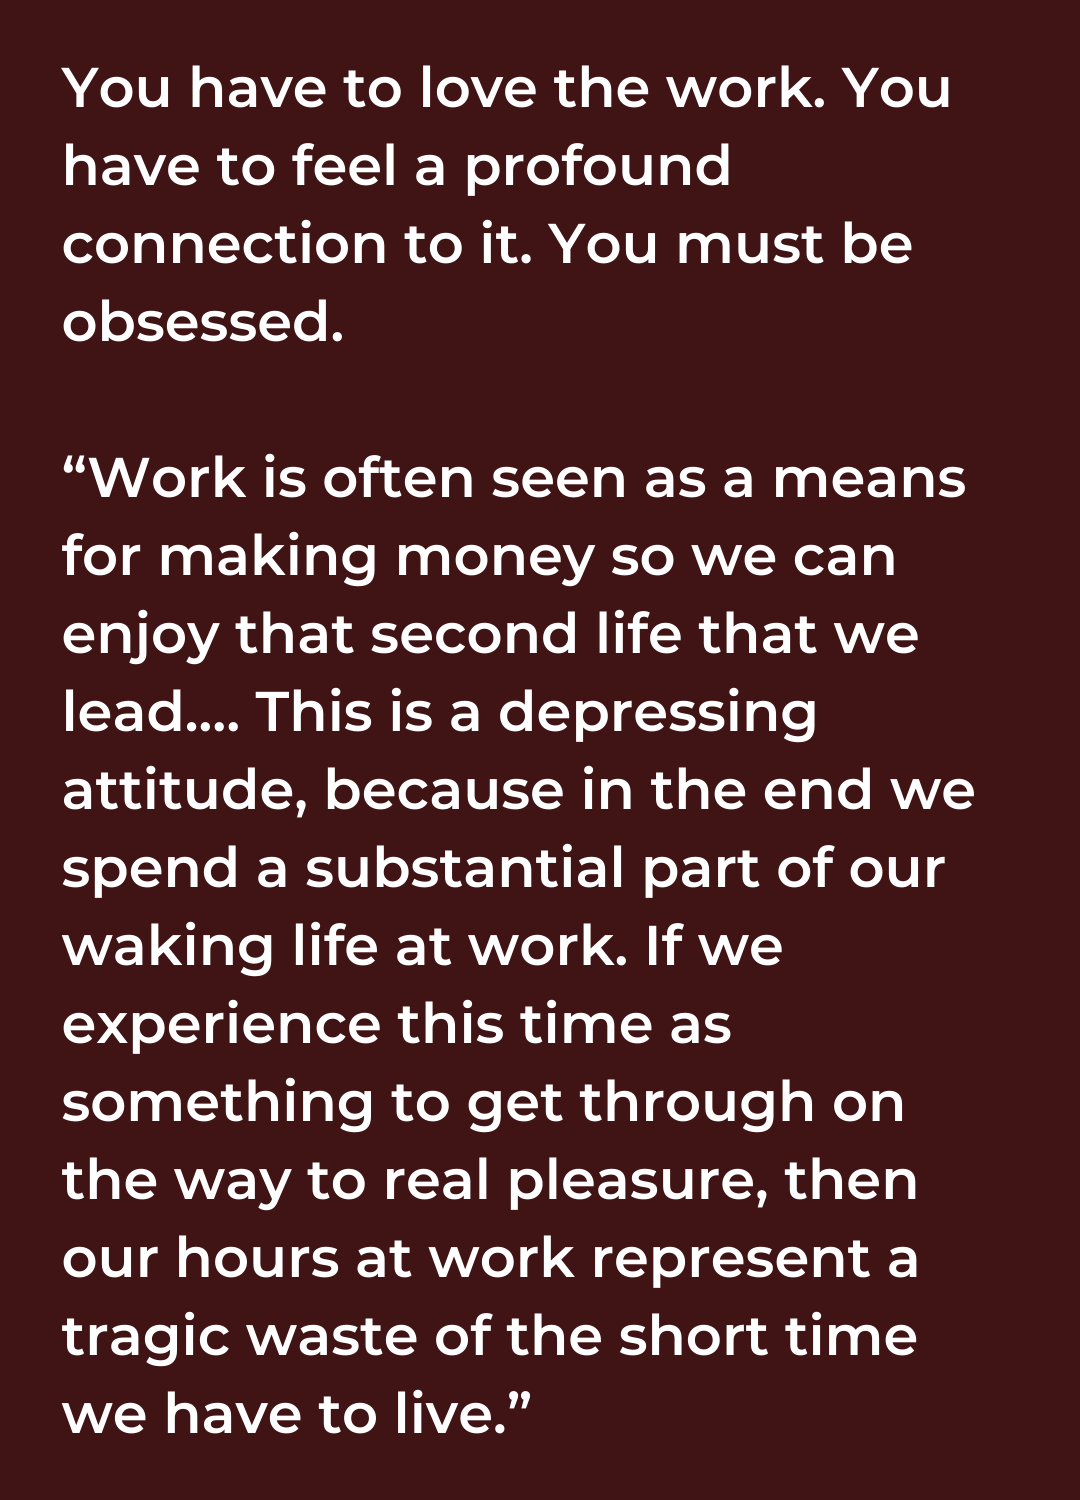 You have to love the work. You
have to feel a profound
connection to it. You must be
obsessed.
“Work is often seen as a means
for making money so we can
enjoy that second life that we
lead.... This is a depressing
attitude, because in the end we
spend a substantial part of our
waking life at work. If we
experience this time as
something to get through on
the way to real pleasure, then
our hours at work represent a
tragic waste of the short time
we have to live.”